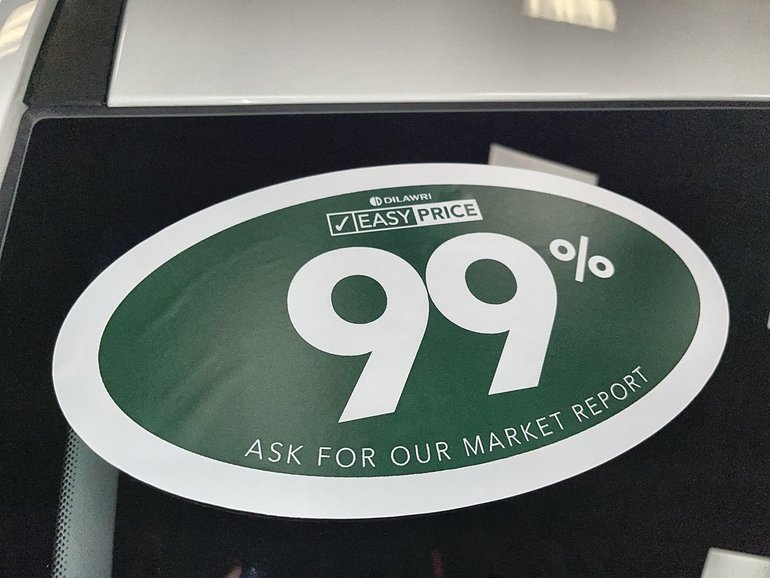 DILAWRI
✓ EASY PRICE
99%
ASK FOR OUR MARKET REPORT